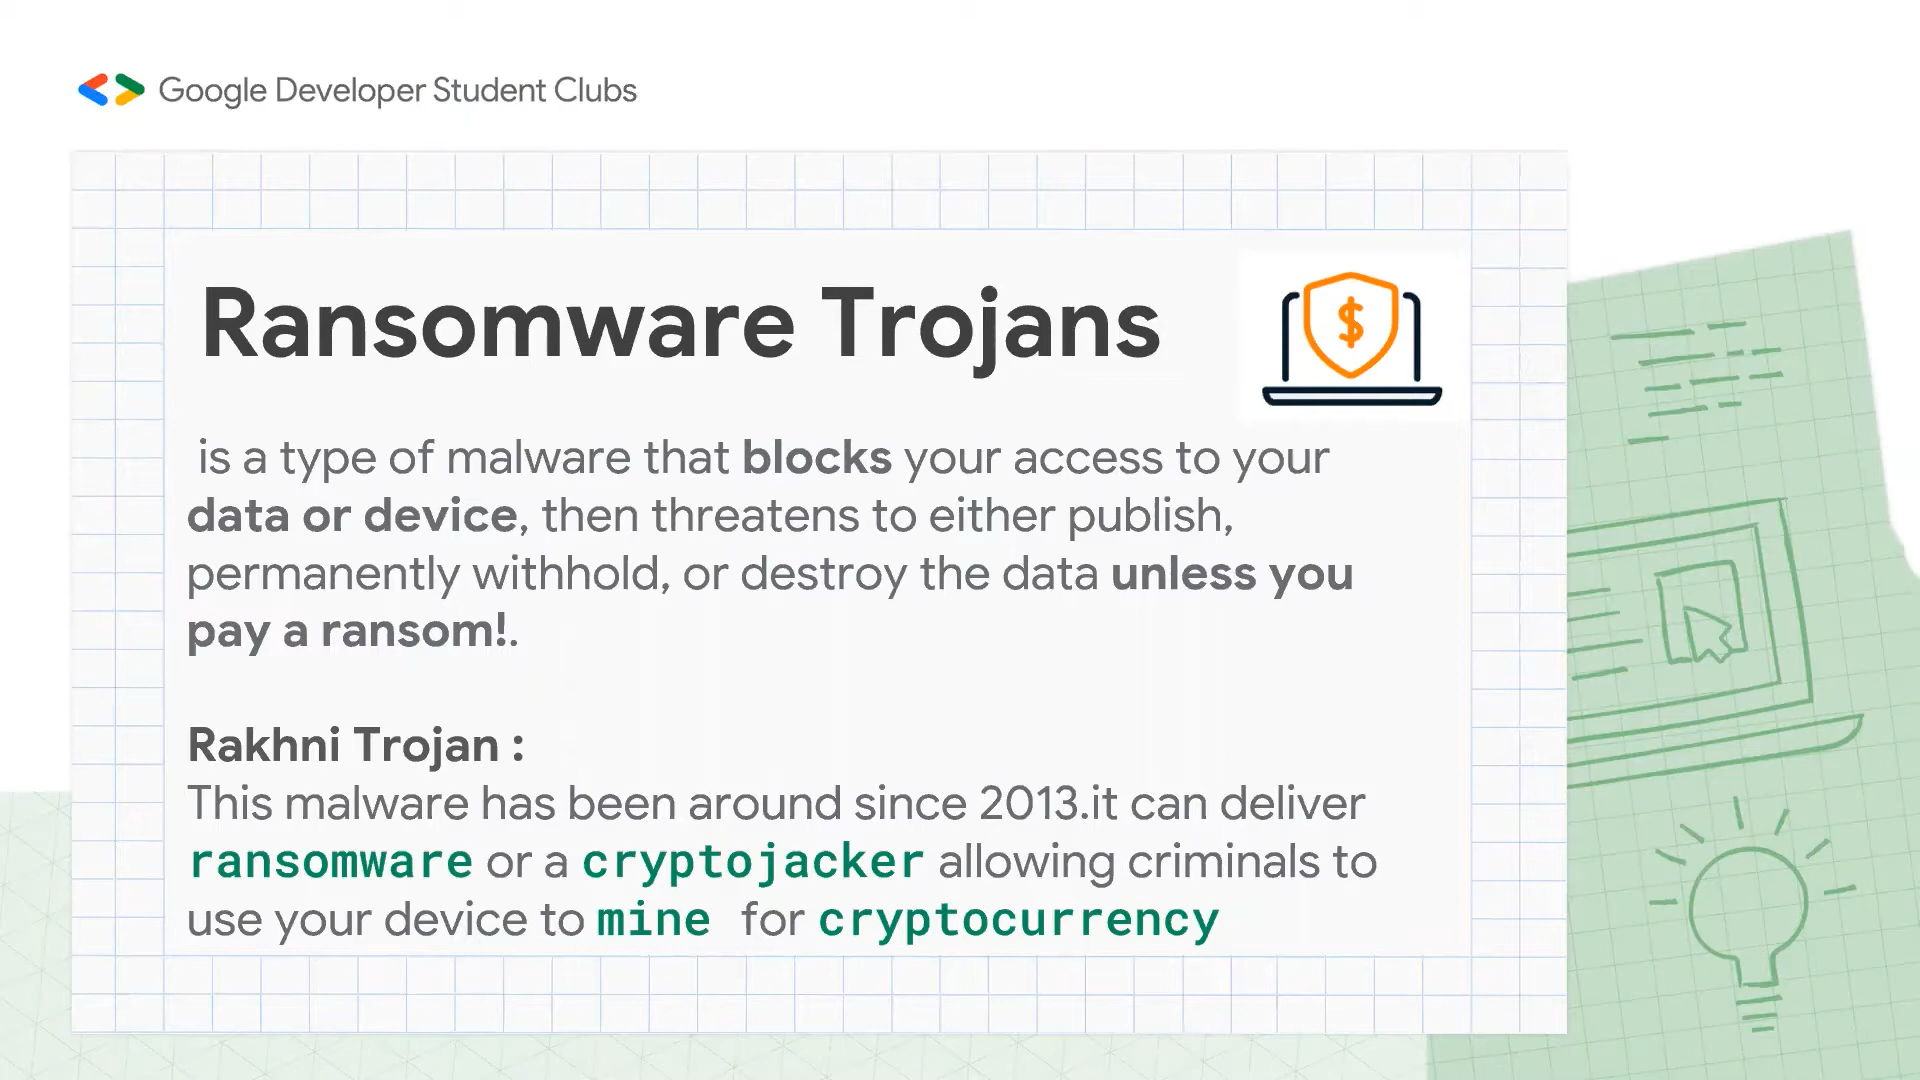 Google Developer Student Clubs
Ransomware Trojans
$
is a type of malware that blocks your access to your
data or device, then threatens to either publish,
permanently withhold, or destroy the data unless you
pay a ransom!.
Rakhni Trojan :
This malware has been around since 2013.it can deliver
ransomware or a cryptojacker allowing criminals to
use your device to mine for cryptocurrency